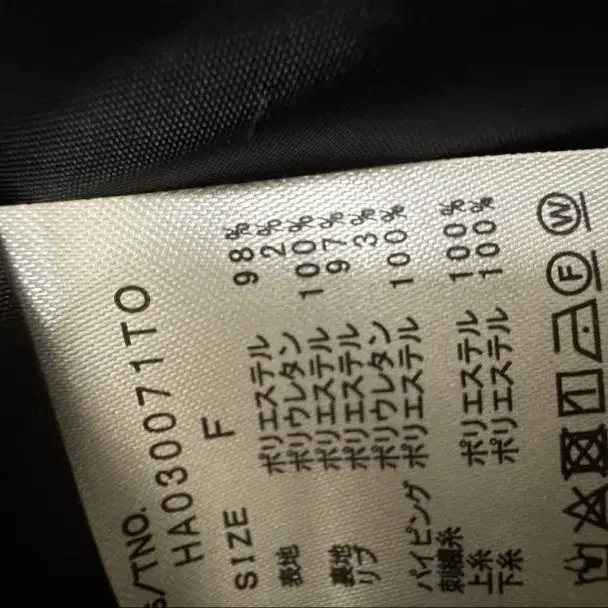 S/TNO.
HA030071TO
SIZE F
表地 ポリエステル 98%
ポリウレタン 2%
裏地 ポリエステル 100%
リブ ポリエステル 97%
ポリウレタン 3%
パイピング ポリエステル 100%
刺繍糸
上糸 ポリエステル 100%
下糸 ポリエステル 100%
F
W